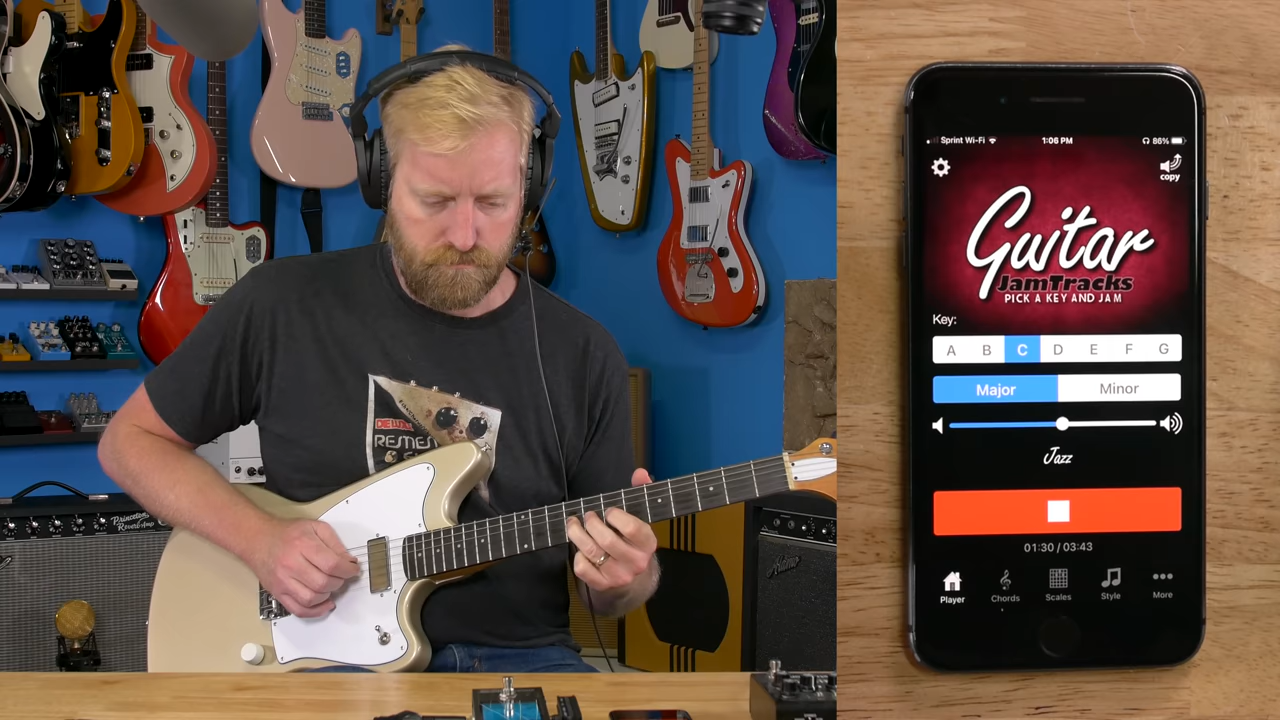 DELUXE
Princeton
Reverb-Amp
Sprint Wi-Fi
1:06 PM
86%
copy
Guitar
JamTracks
PICK A KEY AND JAM
Key:
A B C D E F G
Major Minor
Jazz
01:30 / 03:43
Player Chords Scales Style More